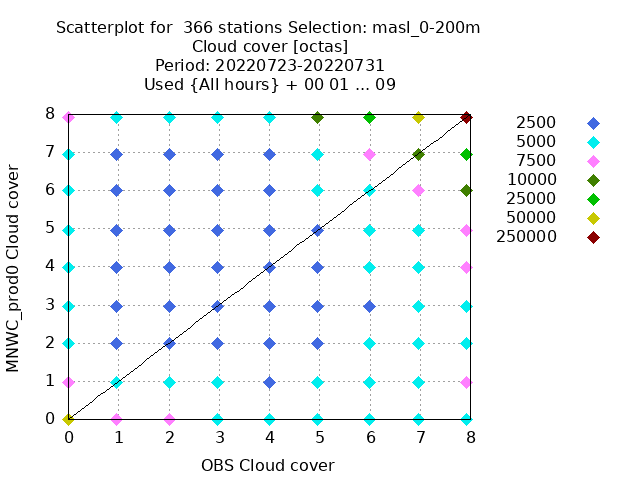 Scatterplot for  366 stations Selection: masl_0-200m
Cloud cover [octas]
Period: 20220723-20220731
Used {All hours} + 00 01 ... 09
8
7
6
5
4
3
2
1
0
MNWC_prod0 Cloud cover
0 1 2 3 4 5 6 7 8
OBS Cloud cover
2500
5000
7500
10000
25000
50000
250000